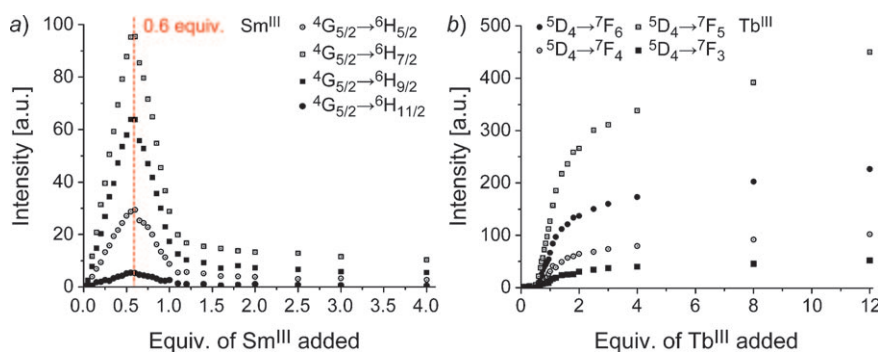 a)
100
80
60
40
20
0
0.6 equiv.
Sm^III
⁴G₅/₂→⁶H₅/₂
⁴G₅/₂→⁶H₇/₂
⁴G₅/₂→⁶H₉/₂
⁴G₅/₂→⁶H₁₁/₂
Intensity [a.u.]
0.0 0.5 1.0 1.5 2.0 2.5 3.0 3.5 4.0
Equiv. of Sm^III added
b)
500
400
300
200
100
0
⁵D₄→⁷F₆ ⁵D₄→⁷F₅ Tb^III
⁵D₄→⁷F₄ ⁵D₄→⁷F₃
Intensity [a.u.]
0 2 4 6 8 10 12
Equiv. of Tb^III added